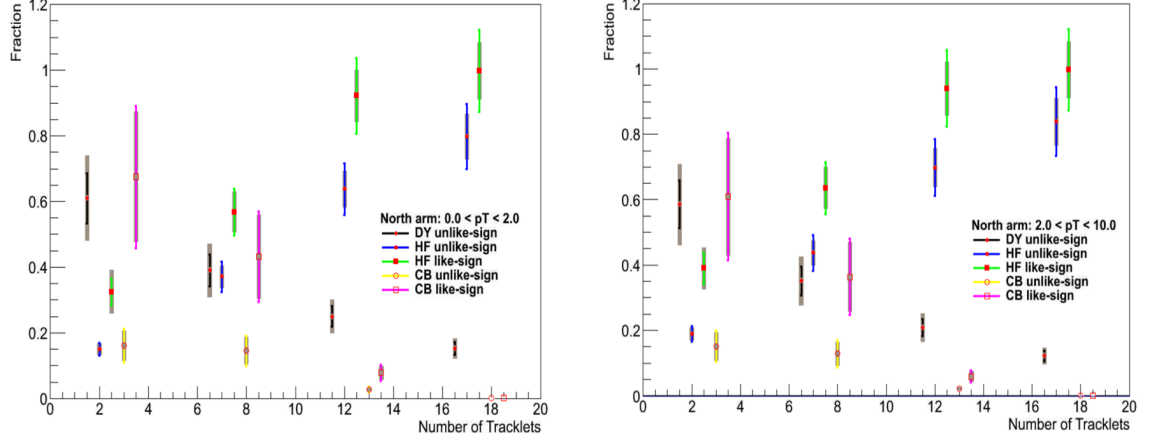 Fraction
1.2
1
0.8
0.6
0.4
0.2
0
0 2 4 6 8 10 12 14 16 18 20
Number of Tracklets
North arm: 0.0 < pT < 2.0
DY unlike-sign
HF unlike-sign
HF like-sign
CB unlike-sign
CB like-sign
Fraction
1.2
1
0.8
0.6
0.4
0.2
0
0 2 4 6 8 10 12 14 16 18 20
Number of Tracklets
North arm: 2.0 < pT < 10.0
DY unlike-sign
HF unlike-sign
HF like-sign
CB unlike-sign
CB like-sign